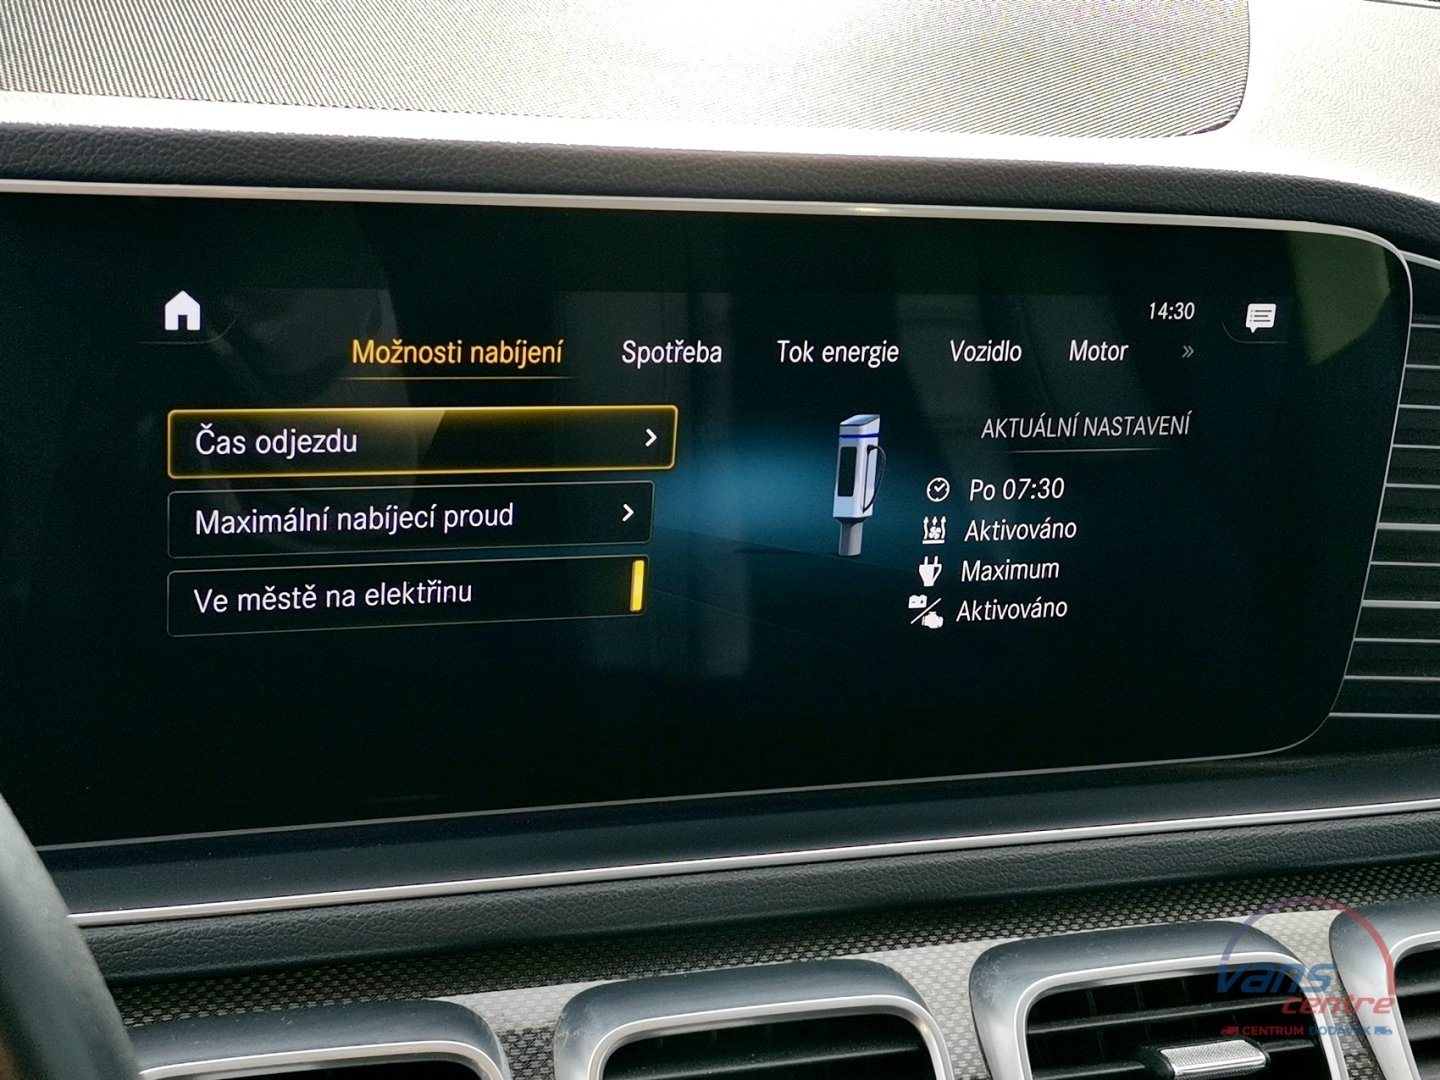 14:30
Možnosti nabíjení Spotřeba Tok energie Vozidlo Motor »
Čas odjezdu
Maximální nabíjecí proud
Ve městě na elektřinu
AKTUÁLNÍ NASTAVENÍ
Po 07:30
Aktivováno
Maximum
Aktivováno
vans
centre
CENTRUM DODÁVEK